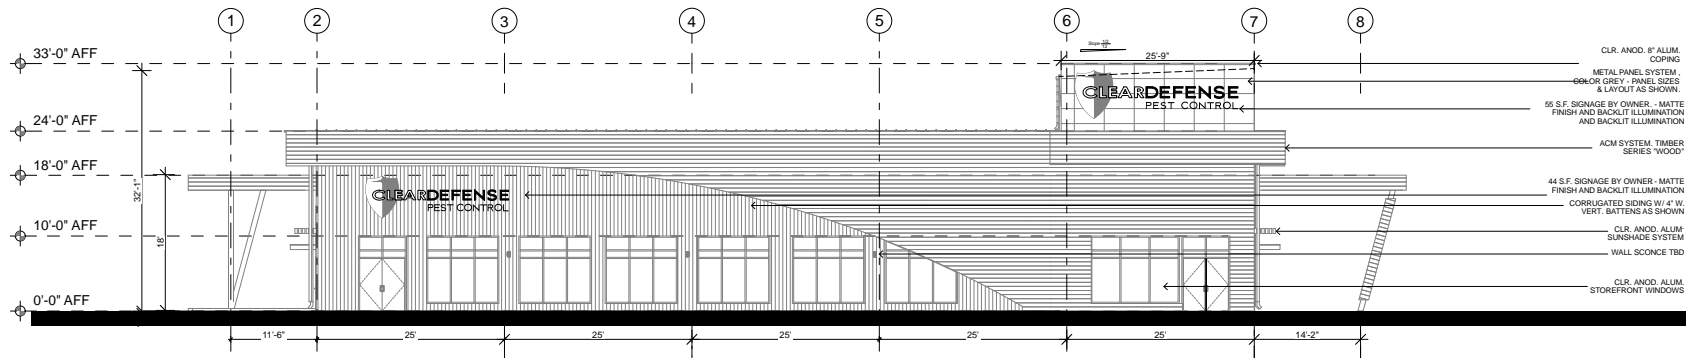 1 2 3 4 5 6 7 8
33'-0" AFF
24'-0" AFF
18'-0" AFF
10'-0" AFF
0'-0" AFF
32'-1"
18'
Slope
25'-9"
CLEARDEFENSE
PEST CONTROL
CLEARDEFENSE
PEST CONTROL
CLR. ANOD. 8" ALUM.
COPING
METAL PANEL SYSTEM ,
COLOR GREY - PANEL SIZES
& LAYOUT AS SHOWN.
55 S.F. SIGNAGE BY OWNER. - MATTE
FINISH AND BACKLIT ILLUMINATION
AND BACKLIT ILLUMINATION
ACM SYSTEM. TIMBER
SERIES "WOOD"
44 S.F. SIGNAGE BY OWNER - MATTE
FINISH AND BACKLIT ILLUMINATION
CORRUGATED SIDING W/ 4" W.
VERT. BATTENS AS SHOWN
CLR. ANOD. ALUM
SUNSHADE SYSTEM
WALL SCONCE TBD
CLR. ANOD. ALUM.
STOREFRONT WINDOWS
11'-6" 25' 25' 25' 25' 25' 14'-2"